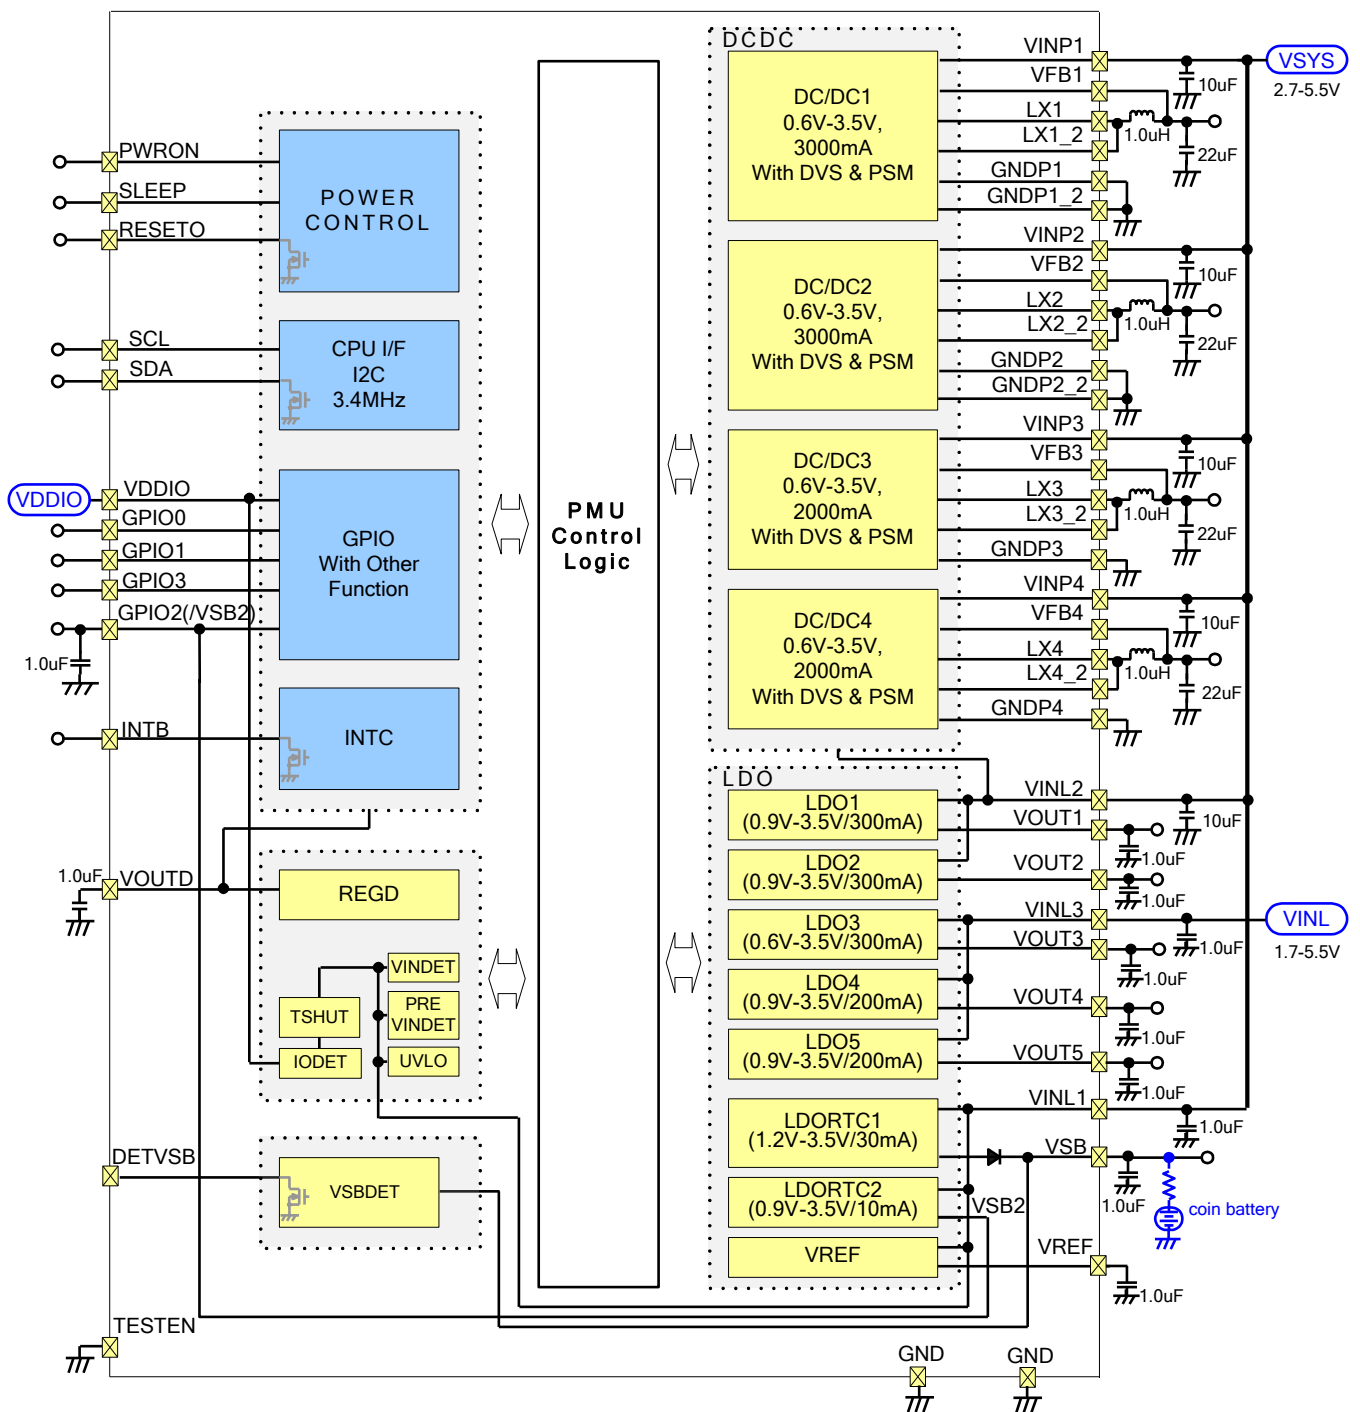 DCDC
VINP1
VSYS
2.7-5.5V
VFB1
10uF
DC/DC1
0.6V-3.5V,
3000mA
With DVS & PSM
LX1
LX1_2
1.0uH
22uF
GNDP1
GNDP1_2
PWRON
SLEEP
RESETO
POWER
CONTROL
VINP2
VFB2
10uF
DC/DC2
0.6V-3.5V,
3000mA
With DVS & PSM
LX2
LX2_2
1.0uH
22uF
GNDP2
GNDP2_2
SCL
SDA
CPU I/F
I2C
3.4MHz
VINP3
VFB3
10uF
DC/DC3
0.6V-3.5V,
2000mA
With DVS & PSM
LX3
LX3_2
1.0uH
22uF
GNDP3
VDDIO
VDDIO
GPIO0
GPIO1
GPIO3
GPIO2(/VSB2)
1.0uF
GPIO
With Other
Function
PMU
Control
Logic
VINP4
VFB4
10uF
DC/DC4
0.6V-3.5V,
2000mA
With DVS & PSM
LX4
LX4_2
1.0uH
22uF
GNDP4
INTB
INTC
LDO
LDO1
(0.9V-3.5V/300mA)
VINL2
VOUT1
10uF
1.0uF
LDO2
(0.9V-3.5V/300mA)
VOUT2
1.0uF
1.0uF
VOUTD
REGD
LDO3
(0.6V-3.5V/300mA)
VINL3
VINL
1.7-5.5V
VOUT3
1.0uF
1.0uF
VINDET
TSHUT
PRE
VINDET
IODET
UVLO
LDO4
(0.9V-3.5V/200mA)
VOUT4
1.0uF
LDO5
(0.9V-3.5V/200mA)
VOUT5
1.0uF
VINL1
1.0uF
LDORTC1
(1.2V-3.5V/30mA)
VSB
1.0uF
coin battery
DETVSB
VSBDET
LDORTC2
(0.9V-3.5V/10mA)
VSB2
VREF
VREF
1.0uF
TESTEN
GND
GND